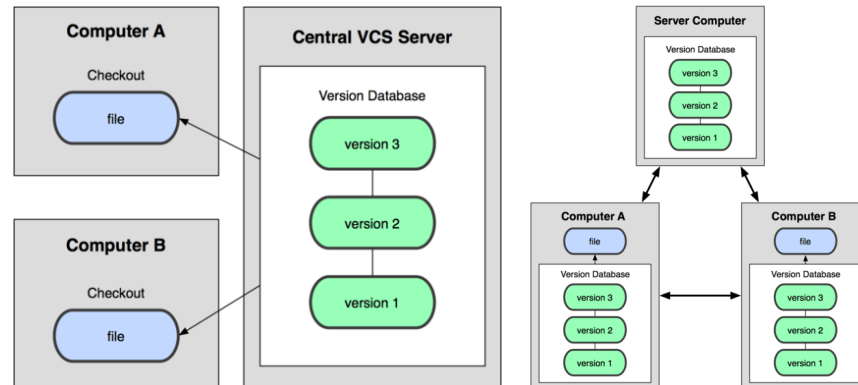 Computer A
Checkout
file
Computer B
Checkout
file
Central VCS Server
Version Database
version 3
version 2
version 1
Server Computer
Version Database
version 3
version 2
version 1
Computer A
file
Version Database
version 3
version 2
version 1
Computer B
file
Version Database
version 3
version 2
version 1